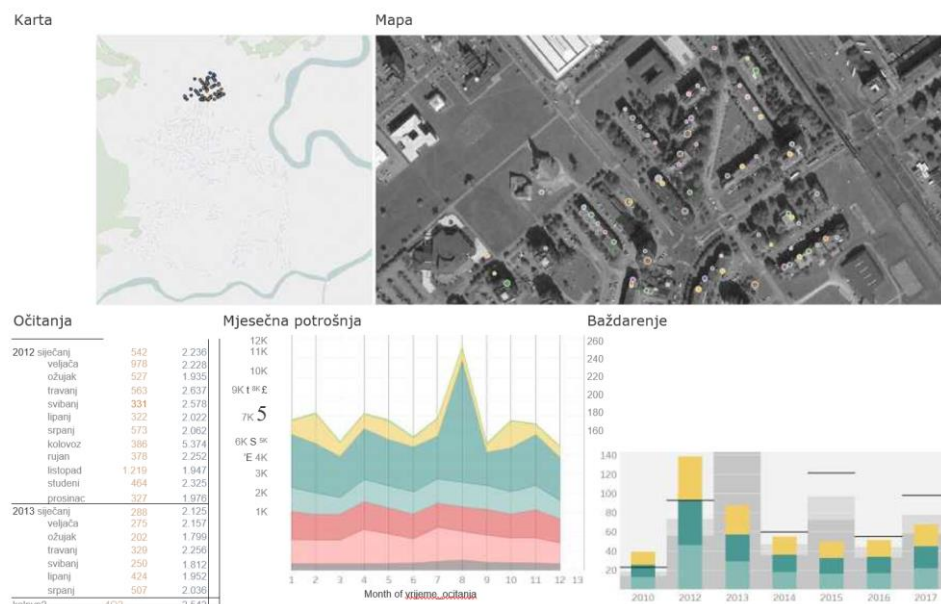 Karta
Mapa
Očitanja
2012 siječanj 542 2.236
veljača 978 2.228
ožujak 527 1.935
travanj 563 2.637
svibanj 331 2.578
lipanj 322 2.022
srpanj 573 2.062
kolovoz 386 5.374
rujan 378 2.252
listopad 1.219 1.947
studeni 464 2.325
prosinac 327 1.976
2013 siječanj 288 2.125
veljača 275 2.157
ožujak 202 1.799
travanj 329 2.256
svibanj 250 1.812
lipanj 424 1.952
srpanj 507 2.036
Mjesečna potrošnja
12K
11K
10K
9K t 8K £
7K 5
6K S 5K
'E 4K
3K
2K
1K
1 2 3 4 5 6 7 8 9 10 11 12 13
Month of vrijeme_ocitanja
Baždarenje
260
240
220
200
180
160
140
120
100
80
60
40
20
2010 2012 2013 2014 2015 2016 2017